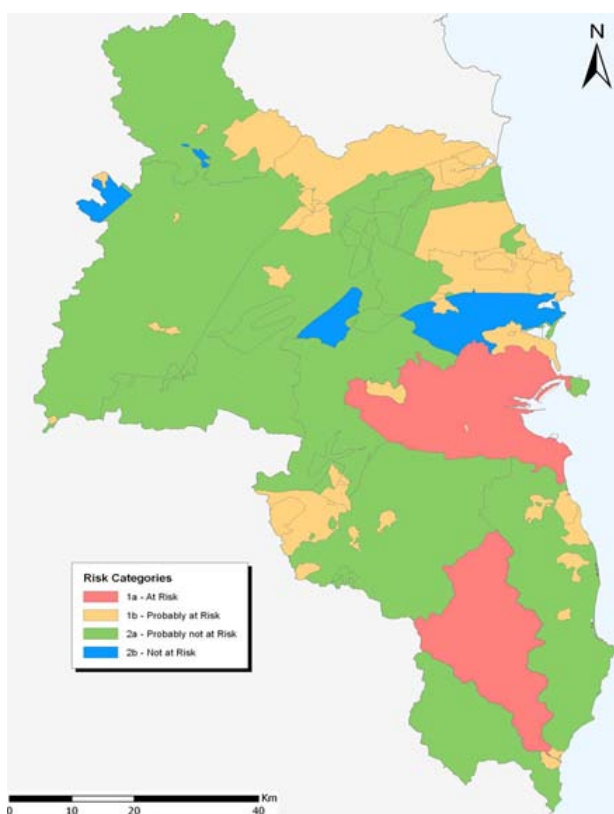 N
Risk Categories
1a - At Risk
1b - Probably at Risk
2a - Probably not at Risk
2b - Not at Risk
Km
0 10 20 40